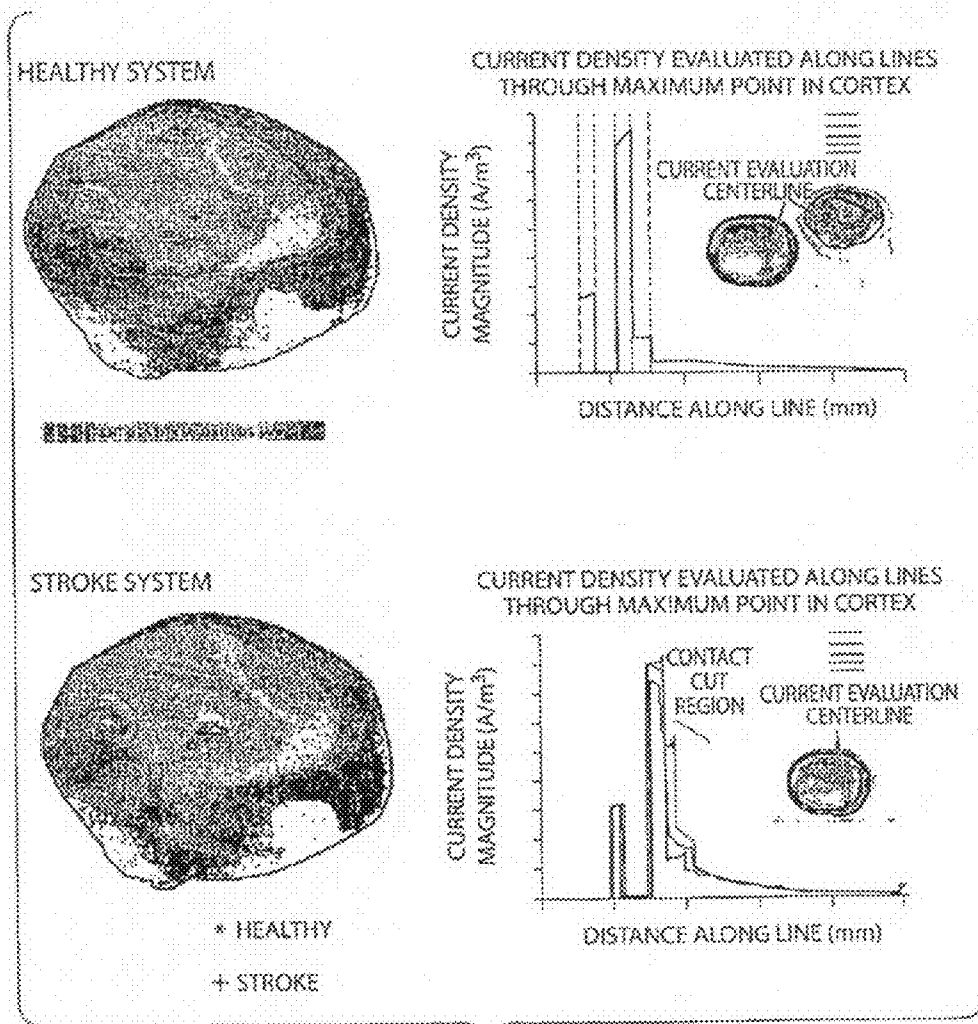 HEALTHY SYSTEM
CURRENT DENSITY EVALUATED ALONG LINES
THROUGH MAXIMUM POINT IN CORTEX
CURRENT DENSITY
MAGNITUDE (A/m³)
CURRENT EVALUATION
CENTERLINE
DISTANCE ALONG LINE (mm)
STROKE SYSTEM
CURRENT DENSITY EVALUATED ALONG LINES
THROUGH MAXIMUM POINT IN CORTEX
CURRENT DENSITY
MAGNITUDE (A/m³)
CONTACT
CUT
REGION
CURRENT EVALUATION
CENTERLINE
DISTANCE ALONG LINE (mm)
* HEALTHY
+ STROKE